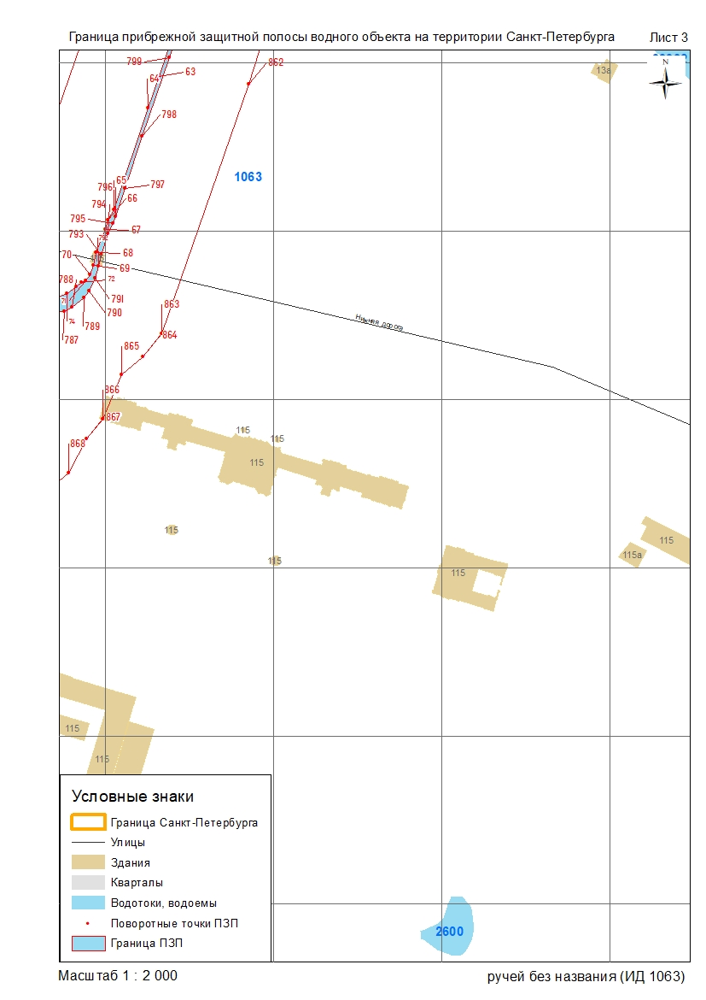 Граница прибрежной защитной полосы водного объекта на территории Санкт-Петербурга
Лист 3
N
799
63
862
13а
64
798
1063
65
796
797
66
794
795
67
793
68
70
69
788
72
71
791
790
74
789
787
Нижняя дорога
863
864
865
866
867
868
115
115
115
115
115
115
115
115а
115
115
Условные знаки
Граница Санкт-Петербурга
Улицы
Здания
Кварталы
Водотоки, водоемы
Поворотные точки ПЗП
Граница ПЗП
2600
Масштаб 1 : 2 000
ручей без названия (ИД 1063)